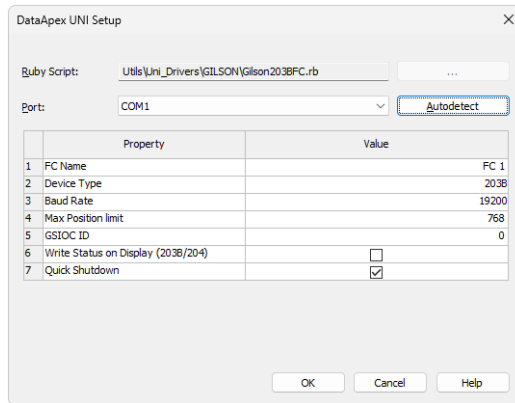 DataApex UNI Setup
Ruby Script: Utils\Uni_Drivers\GILSON\Gilson203BFC.rb ...
Port: COM1 Autodetect
Property Value
1 FC Name FC 1
2 Device Type 203B
3 Baud Rate 19200
4 Max Position limit 768
5 GSIOC ID 0
6 Write Status on Display (203B/204)
7 Quick Shutdown
OK Cancel Help